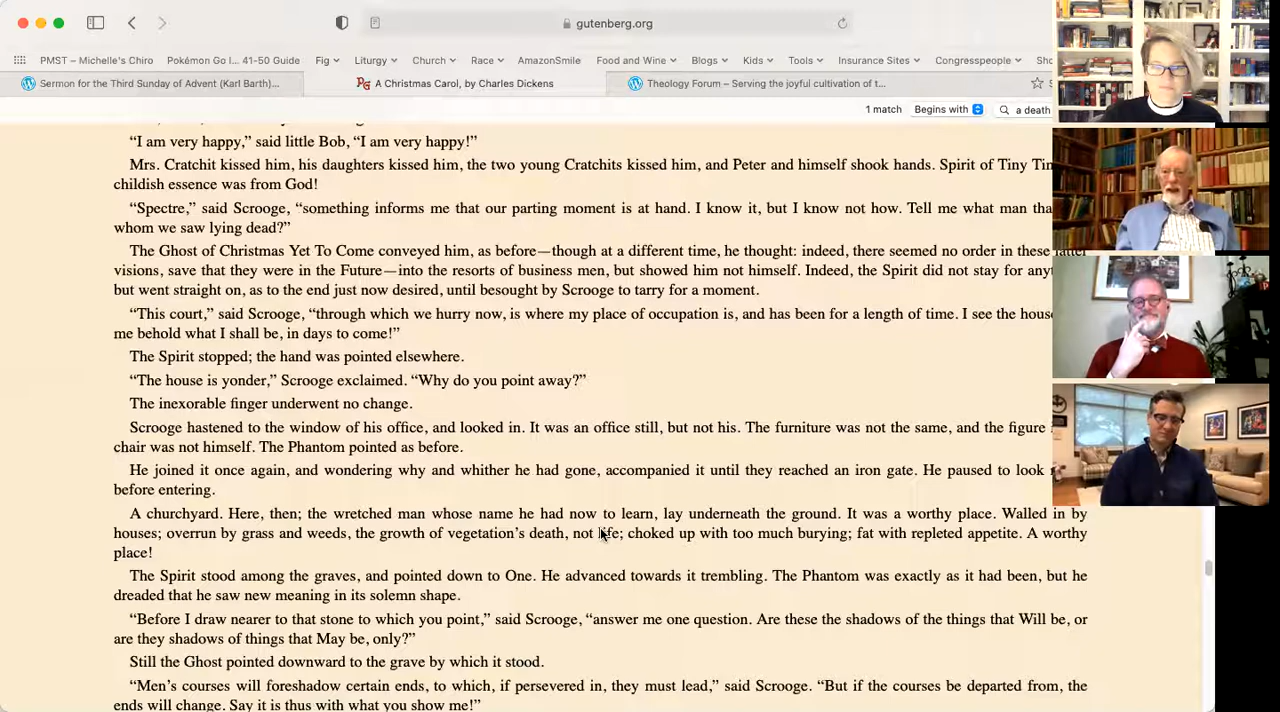 gutenberg.org
PMST – Michelle's Chiro Pokémon Go I... 41-50 Guide Fig Liturgy Church Race AmazonSmile Food and Wine Blogs Kids Tools Insurance Sites Congresspeople Sho
Sermon for the Third Sunday of Advent (Karl Barth)... A Christmas Carol, by Charles Dickens Theology Forum – Serving the joyful cultivation of t...
1 match Begins with a death
“I am very happy,” said little Bob, “I am very happy!”
Mrs. Cratchit kissed him, his daughters kissed him, the two young Cratchits kissed him, and Peter and himself shook hands. Spirit of Tiny Tim
childish essence was from God!
“Spectre,” said Scrooge, “something informs me that our parting moment is at hand. I know it, but I know not how. Tell me what man tha
whom we saw lying dead?”
The Ghost of Christmas Yet To Come conveyed him, as before—though at a different time, he thought: indeed, there seemed no order in these latter
visions, save that they were in the Future—into the resorts of business men, but showed him not himself. Indeed, the Spirit did not stay for any
but went straight on, as to the end just now desired, until besought by Scrooge to tarry for a moment.
“This court,” said Scrooge, “through which we hurry now, is where my place of occupation is, and has been for a length of time. I see the hous
me behold what I shall be, in days to come!”
The Spirit stopped; the hand was pointed elsewhere.
“The house is yonder,” Scrooge exclaimed. “Why do you point away?”
The inexorable finger underwent no change.
Scrooge hastened to the window of his office, and looked in. It was an office still, but not his. The furniture was not the same, and the figure
chair was not himself. The Phantom pointed as before.
He joined it once again, and wondering why and whither he had gone, accompanied it until they reached an iron gate. He paused to look
before entering.
A churchyard. Here, then; the wretched man whose name he had now to learn, lay underneath the ground. It was a worthy place. Walled in by
houses; overrun by grass and weeds, the growth of vegetation’s death, not life; choked up with too much burying; fat with repleted appetite. A worthy
place!
The Spirit stood among the graves, and pointed down to One. He advanced towards it trembling. The Phantom was exactly as it had been, but he
dreaded that he saw new meaning in its solemn shape.
“Before I draw nearer to that stone to which you point,” said Scrooge, “answer me one question. Are these the shadows of the things that Will be, or
are they shadows of things that May be, only?”
Still the Ghost pointed downward to the grave by which it stood.
“Men’s courses will foreshadow certain ends, to which, if persevered in, they must lead,” said Scrooge. “But if the courses be departed from, the
ends will change. Say it is thus with what you show me!”